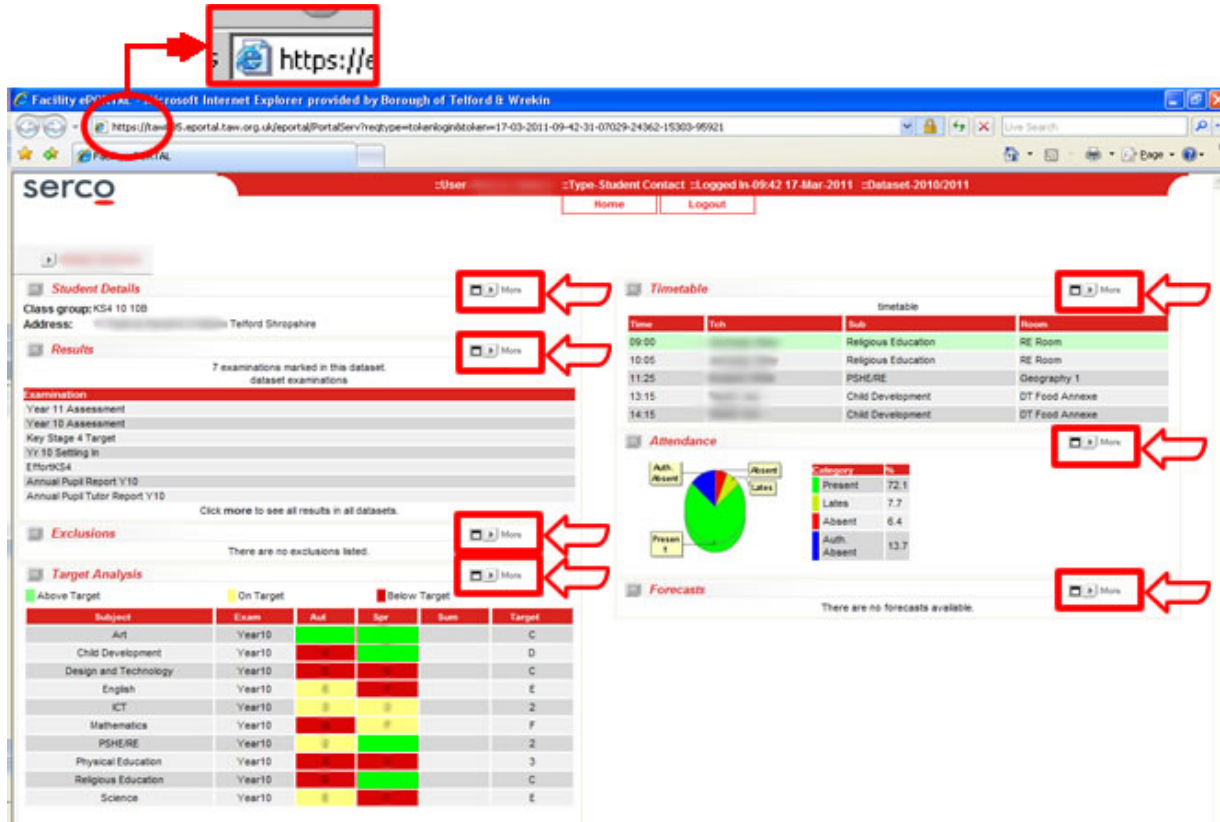 https://e
Facility ePORTAL - Microsoft Internet Explorer provided by Borough of Telford & Wrekin
eportal.taw.org.uk/eportal/PortalServ?reqtype=tokenlogin&token=17-03-2011-09-42-31-07029-24362-15303-95921
Live Search
Page
serco
::User ::Type-Student Contact ::Logged In-09:42 17-Mar-2011 ::Dataset-2010/2011
Home Logout
Student Details More
Class group: KS4 10 10B
Address: Telford Shropshire
Results More
7 examinations marked in this dataset.
dataset examinations
Examination
Year 11 Assessment
Year 10 Assessment
Key Stage 4 Target
Yr 10 Settling In
EffortKS4
Annual Pupil Report Y10
Annual Pupil Tutor Report Y10
Click more to see all results in all datasets.
Exclusions More
There are no exclusions listed.
Target Analysis More
Above Target On Target Below Target
Subject Exam Aut Spr Sum Target
Art Year10 C
Child Development Year10 D
Design and Technology Year10 C
English Year10 E
ICT Year10 2
Mathematics Year10 F
PSHE/RE Year10 2
Physical Education Year10 3
Religious Education Year10 C
Science Year10 E
Timetable More
timetable
Time Tch Sub Room
09:00 Religious Education RE Room
10:05 Religious Education RE Room
11:25 PSHE/RE Geography 1
13:15 Child Development DT Food Annexe
14:15 Child Development DT Food Annexe
Attendance More
Auth. Absent
Absent
Lates
Presen
t
Category %
Present 72.1
Lates 7.7
Absent 6.4
Auth. Absent 13.7
Forecasts More
There are no forecasts available.